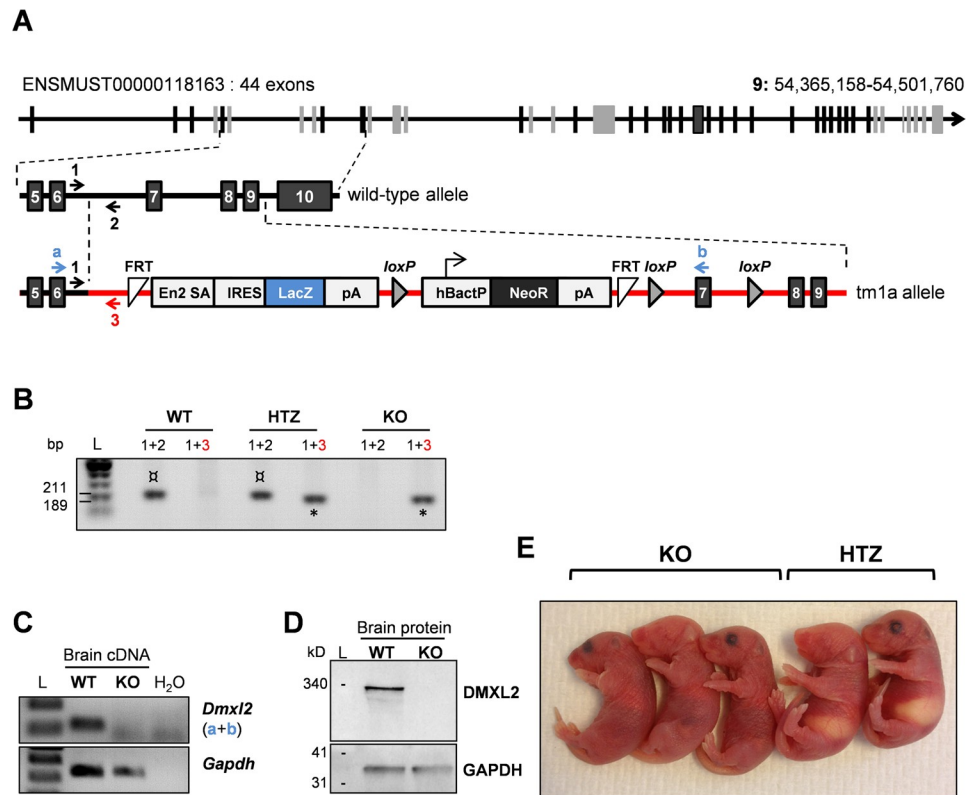 A
ENSMUST00000118163 : 44 exons
9: 54,365,158-54,501,760
1
5 6 7 8 9 10 wild-type allele
2
a 1 FRT loxP FRT loxP b loxP
5 6 En2 SA IRES LacZ pA hBactP NeoR pA 7 8 9 tm1a allele
3
B
WT HTZ KO
bp L 1+2 1+3 1+2 1+3 1+2 1+3
¤ ¤
211
189
* *
E
KO HTZ
C
Brain cDNA
L WT KO H2O
Dmxl2
(a+b)
Gapdh
D
Brain protein
kD L WT KO
340 - DMXL2
41 -
GAPDH
31 -